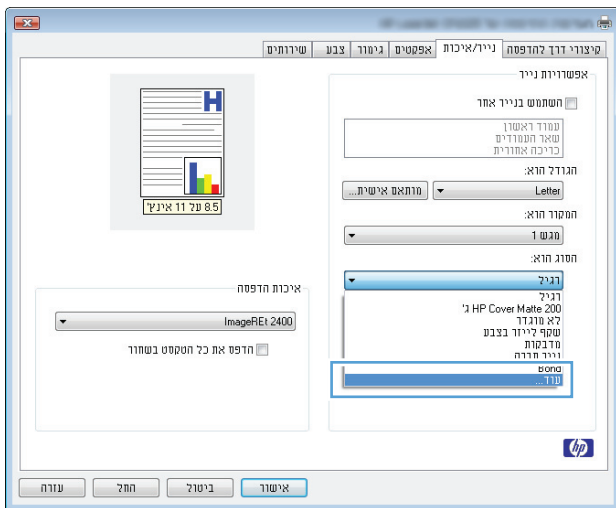 קיצורי דרך להדפסה
נייר/איכות
אפקטים
גימור
צבע
שירותים
אפשרויות נייר
השתמש בנייר אחר
עמוד ראשון
שאר העמודים
כריכה אחורית
הגודל הוא:
Letter
מותאם אישית...
המקור הוא:
מגש 1
הסוג הוא:
רגיל
רגיל
HP Cover Matte 200 ג'
לא מוגדר
שקף לייזר בצבע
מדבקות
נייר חברה
Bond
עוד...
H
8.5 על 11 אינץ'
איכות הדפסה
ImageREt 2400
הדפס את כל הטקסט בשחור
hp
אישור
ביטול
החל
עזרה